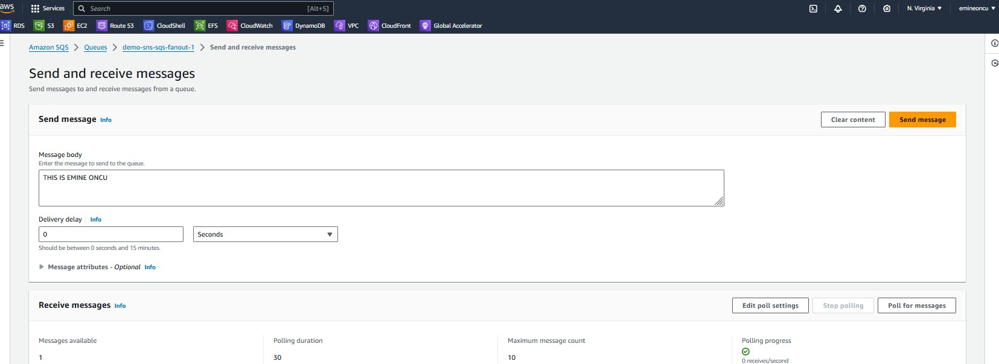 aws Services Search [Alt+S] N. Virginia emineoncu
RDS S3 EC2 Route 53 CloudShell EFS CloudWatch DynamoDB VPC CloudFront Global Accelerator
Amazon SQS Queues demo-sns-sqs-fanout-1 Send and receive messages
Send and receive messages
Send messages to and receive messages from a queue.
Send message Info Clear content Send message
Message body
Enter the message to send to the queue.
THIS IS EMINE ONCU
Delivery delay Info
0 Seconds
Should be between 0 seconds and 15 minutes.
Message attributes - Optional Info
Receive messages Info Edit poll settings Stop polling Poll for messages
Messages available Polling duration Maximum message count Polling progress
1 30 10
0 receives/second